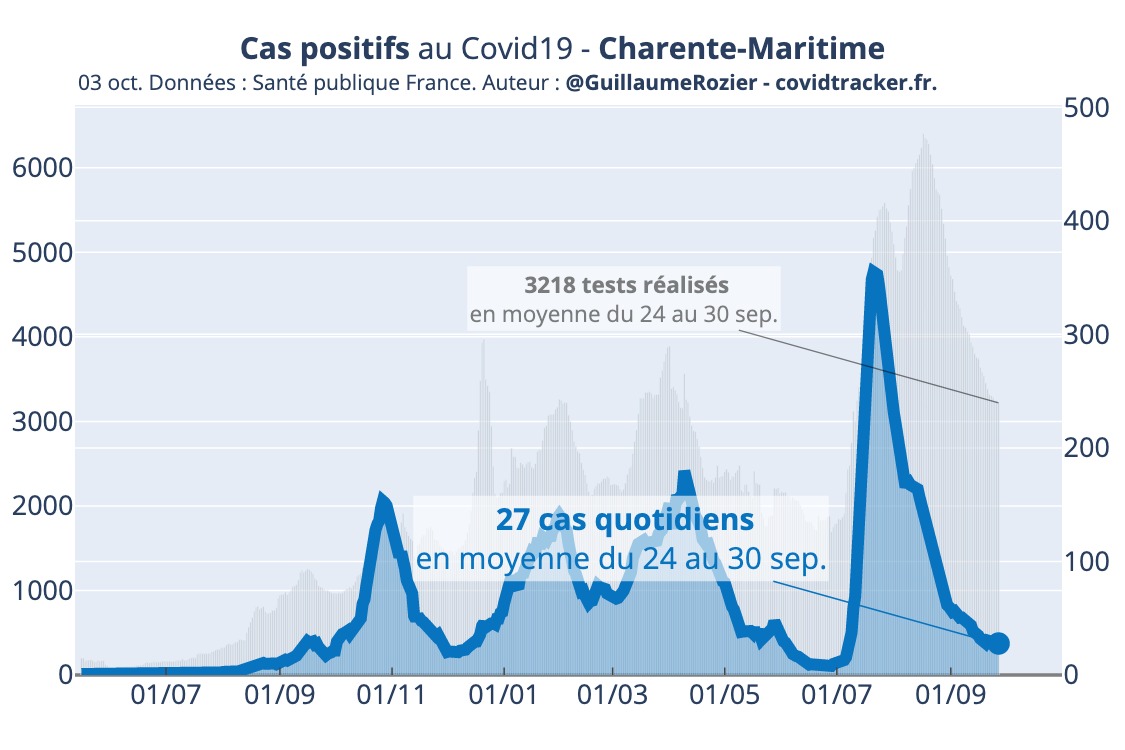 Cas positifs au Covid19 - Charente-Maritime
03 oct. Données : Santé publique France. Auteur : @GuillaumeRozier - covidtracker.fr.
500
6000
400
5000
3218 tests réalisés
en moyenne du 24 au 30 sep.
4000
300
3000
200
2000
27 cas quotidiens
en moyenne du 24 au 30 sep.
100
1000
0
0
01/07 01/09 01/11 01/01 01/03 01/05 01/07 01/09